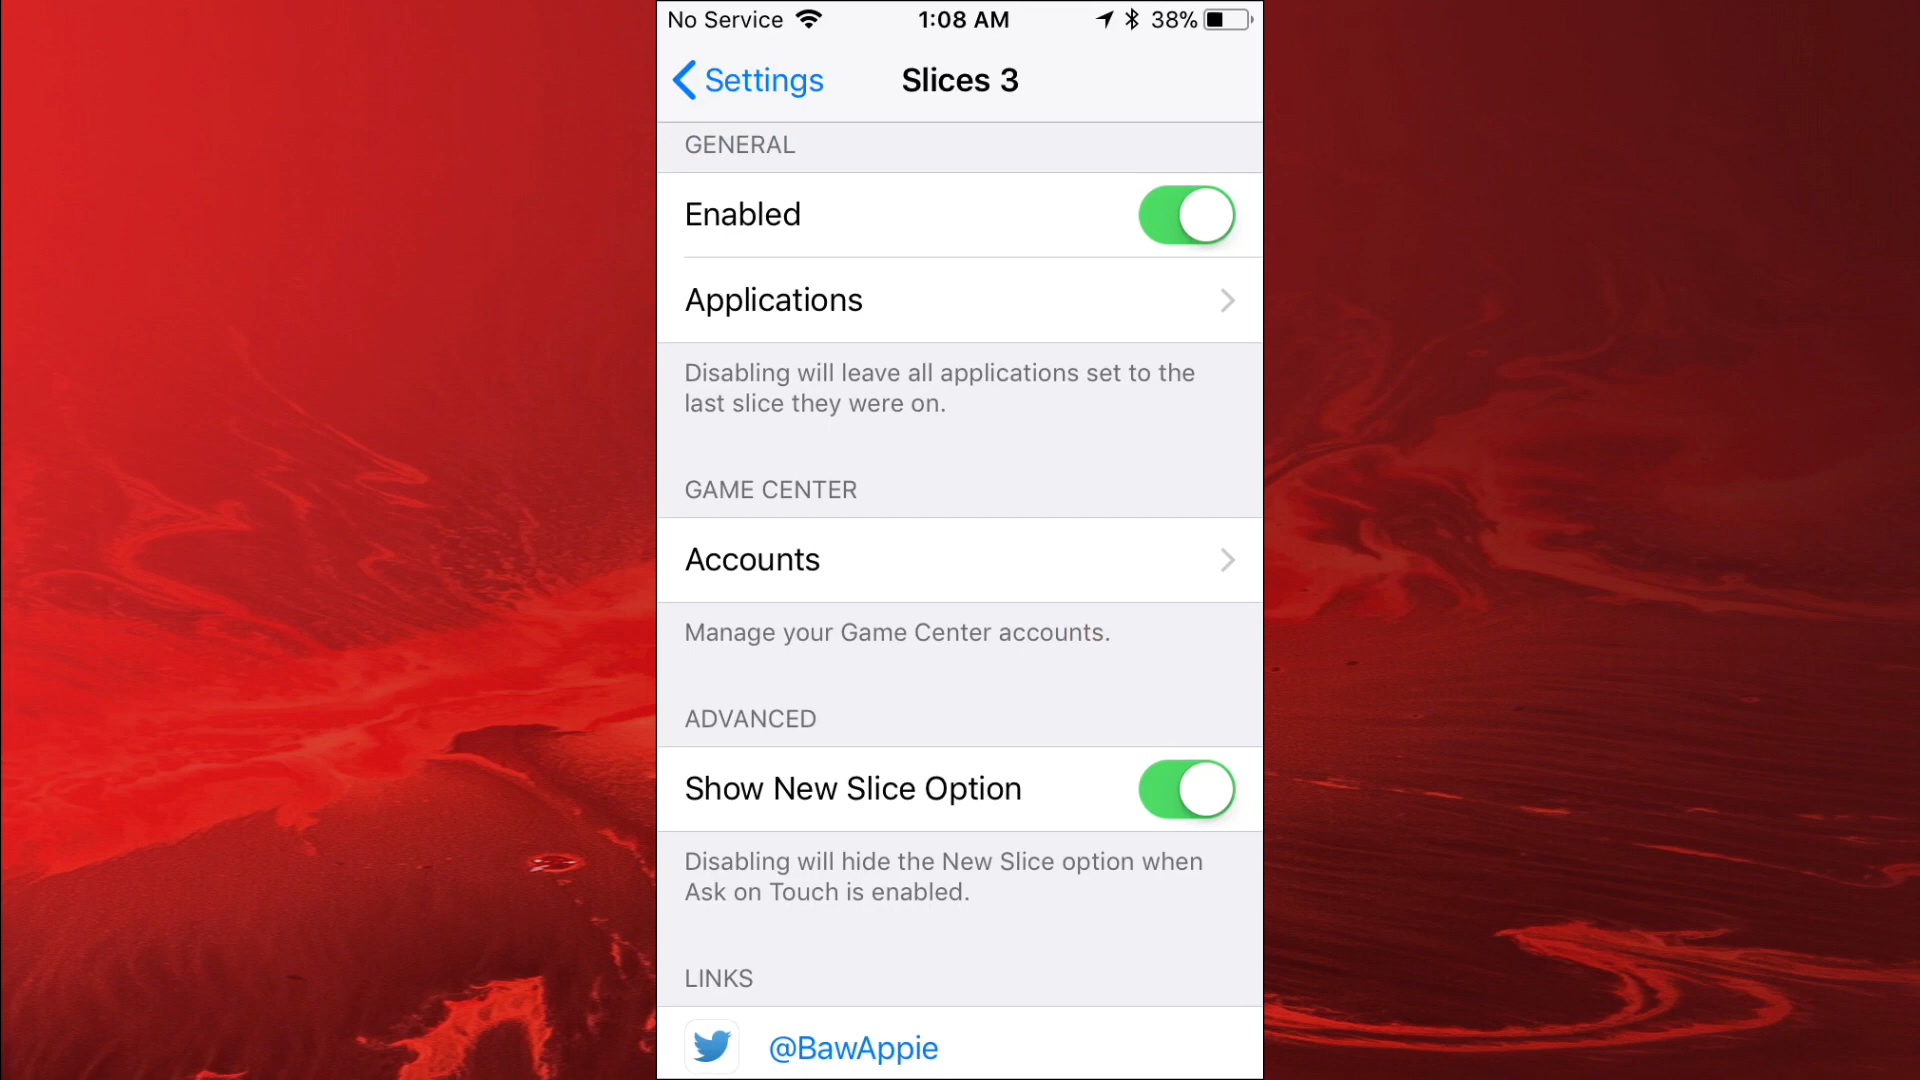 No Service 1:08 AM 38%
Settings Slices 3
GENERAL
Enabled
Applications
Disabling will leave all applications set to the
last slice they were on.
GAME CENTER
Accounts
Manage your Game Center accounts.
ADVANCED
Show New Slice Option
Disabling will hide the New Slice option when
Ask on Touch is enabled.
LINKS
@BawAppie